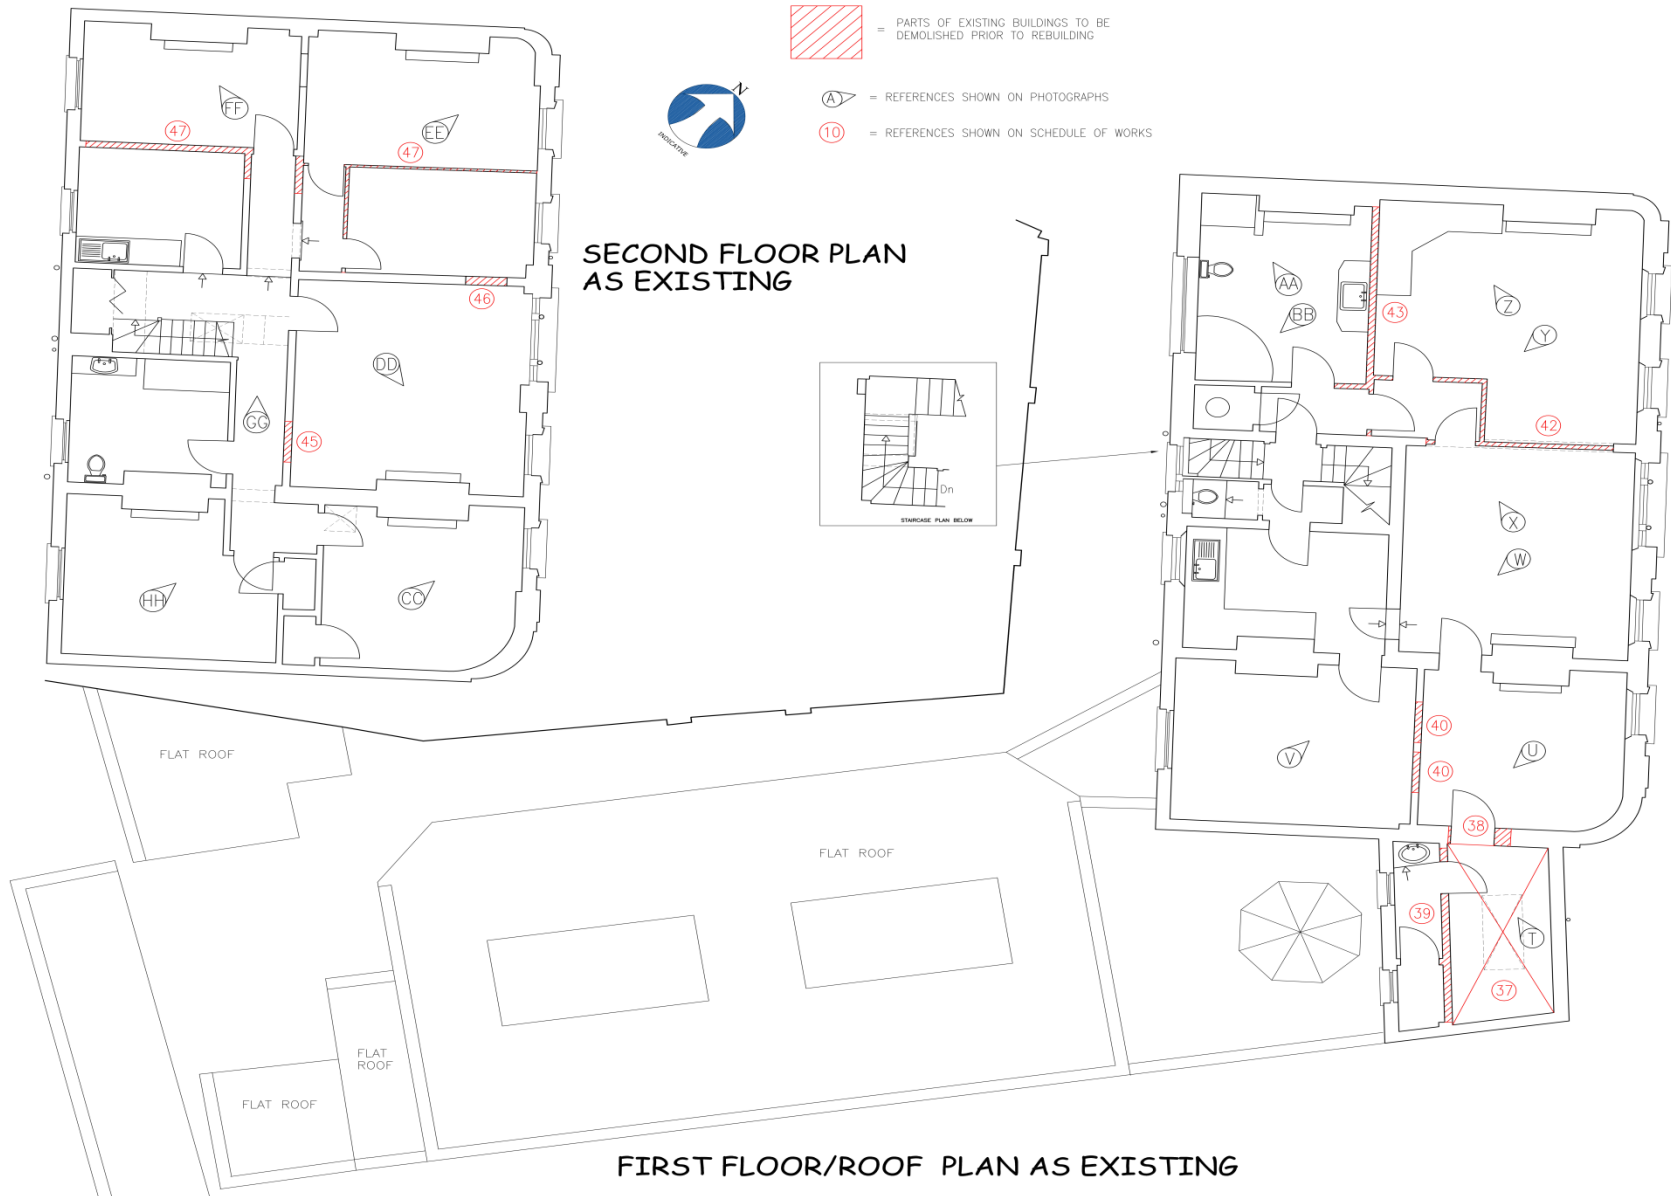 = PARTS OF EXISTING BUILDINGS TO BE
DEMOLISHED PRIOR TO REBUILDING
N
INDICATIVE
A = REFERENCES SHOWN ON PHOTOGRAPHS
10 = REFERENCES SHOWN ON SCHEDULE OF WORKS
FF
EE
47
47
SECOND FLOOR PLAN
AS EXISTING
46
DD
GG
45
HH
CC
Dn
STAIRCASE PLAN BELOW
AA
BB
43
Z
Y
42
X
W
V
U
40
40
38
39
T
37
FLAT ROOF
FLAT ROOF
FLAT
ROOF
FLAT ROOF
FIRST FLOOR/ROOF PLAN AS EXISTING